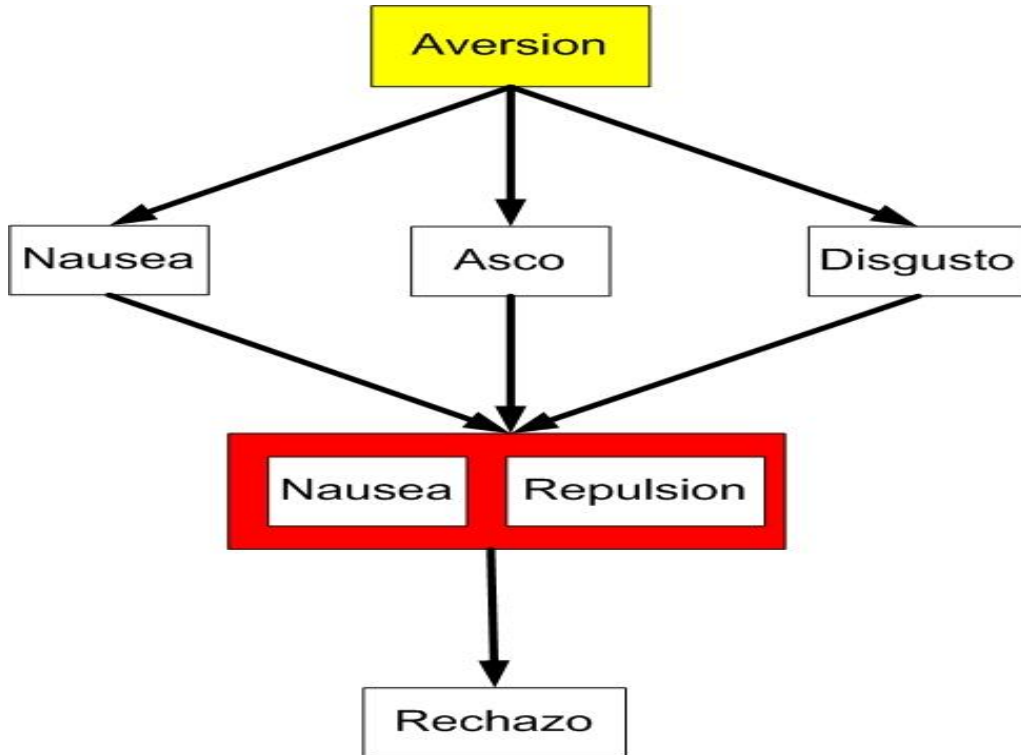 Aversion
Nausea
Asco
Disgusto
Nausea
Repulsion
Rechazo